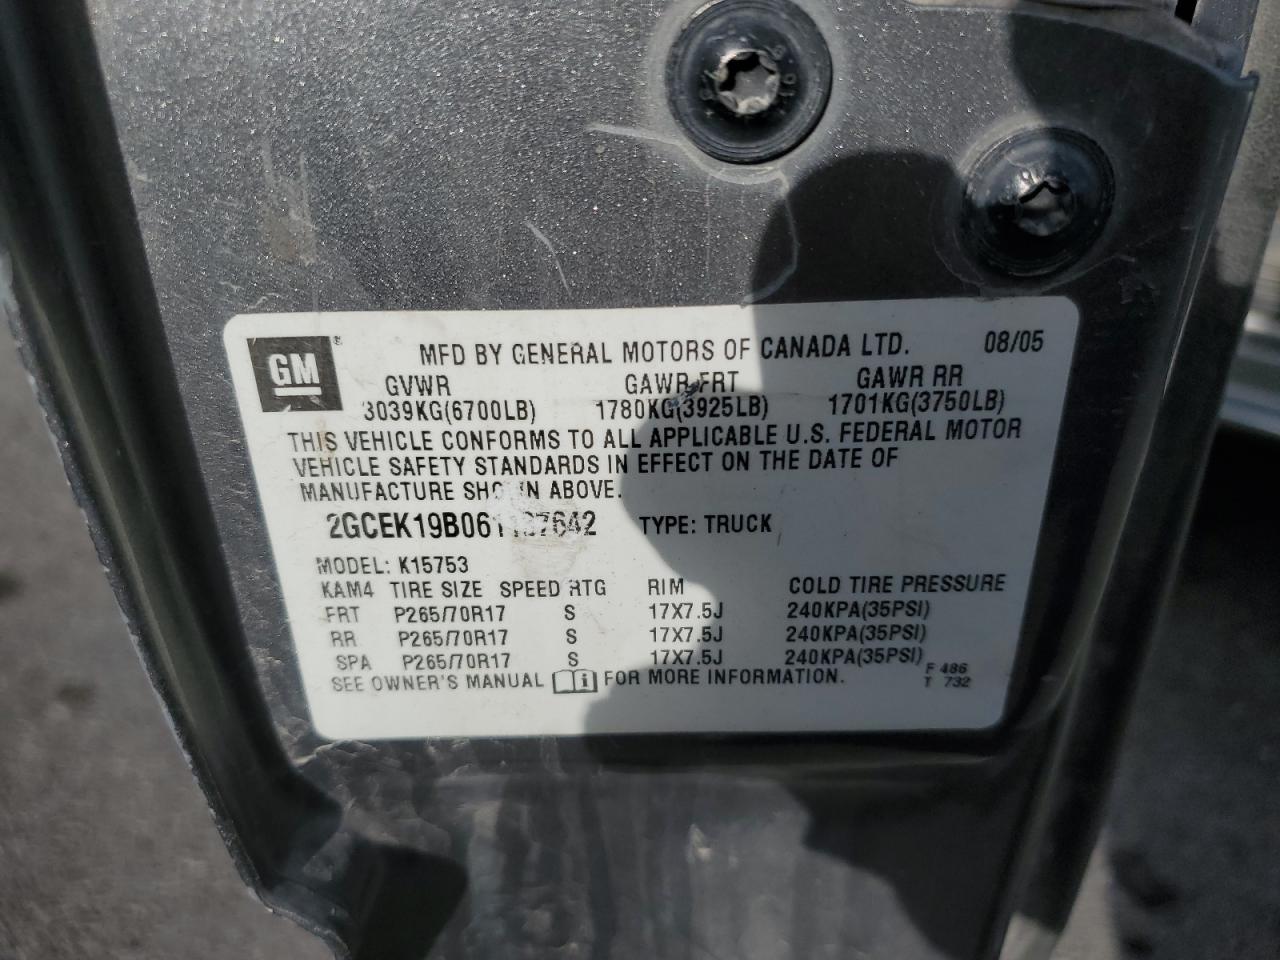 GM®
MFD BY GENERAL MOTORS OF CANADA LTD. 08/05
GVWR GAWR FRT GAWR RR
3039KG(6700LB) 1780KG(3925LB) 1701KG(3750LB)
THIS VEHICLE CONFORMS TO ALL APPLICABLE U.S. FEDERAL MOTOR
VEHICLE SAFETY STANDARDS IN EFFECT ON THE DATE OF
MANUFACTURE SHOWN ABOVE.
TYPE: TRUCK
MODEL: K15753
KAM4 TIRE SIZE SPEED RTG RIM COLD TIRE PRESSURE
FRT P265/70R17 S 17X7.5J 240KPA(35PSI)
RR P265/70R17 S 17X7.5J 240KPA(35PSI)
SPA P265/70R17 S 17X7.5J 240KPA(35PSI)
SEE OWNER'S MANUAL i FOR MORE INFORMATION.
F 486
T 732